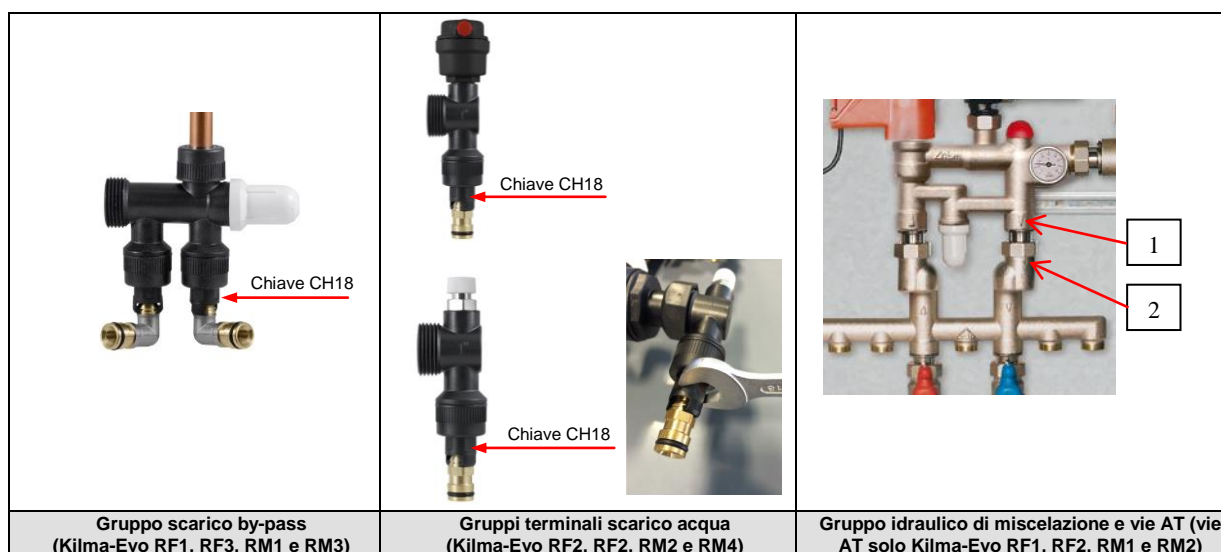 Chiave CH18
Chiave CH18
Chiave CH18
1
2
Gruppo scarico by-pass
(Kilma-Evo RF1, RF3, RM1 e RM3)
Gruppi terminali scarico acqua
(Kilma-Evo RF2, RF2, RM2 e RM4)
Gruppo idraulico di miscelazione e vie AT (vie
AT solo Kilma-Evo RF1, RF2, RM1 e RM2)